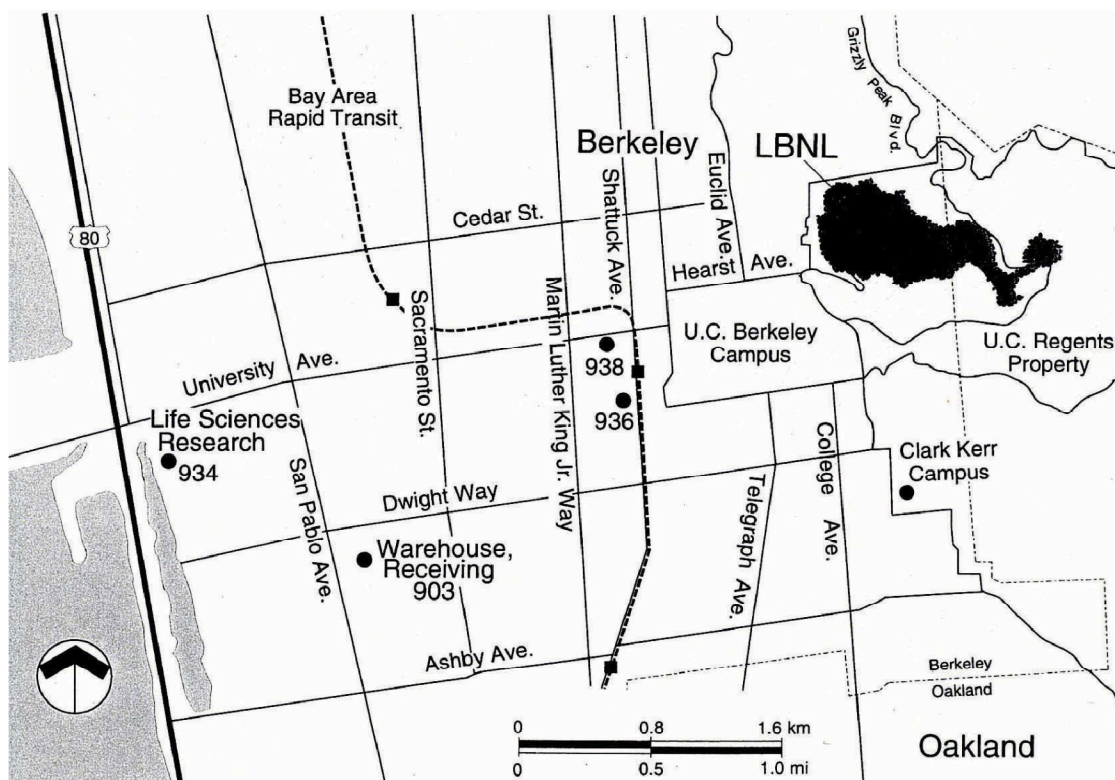 Bay Area
Rapid Transit
Berkeley
LBNL
Grizzly Peak Blvd.
80
Cedar St.
Shattuck Ave.
Euclid Ave.
Hearst Ave.
Sacramento St.
Martin Luther King Jr. Way
U.C. Berkeley
Campus
U.C. Regents
Property
University Ave.
938
936
Life Sciences
Research
934
San Pablo Ave.
Dwight Way
College Ave.
Telegraph Ave.
Clark Kerr
Campus
Warehouse,
Receiving
903
Ashby Ave.
Berkeley
Oakland
Oakland
0 0.8 1.6 km
0 0.5 1.0 mi